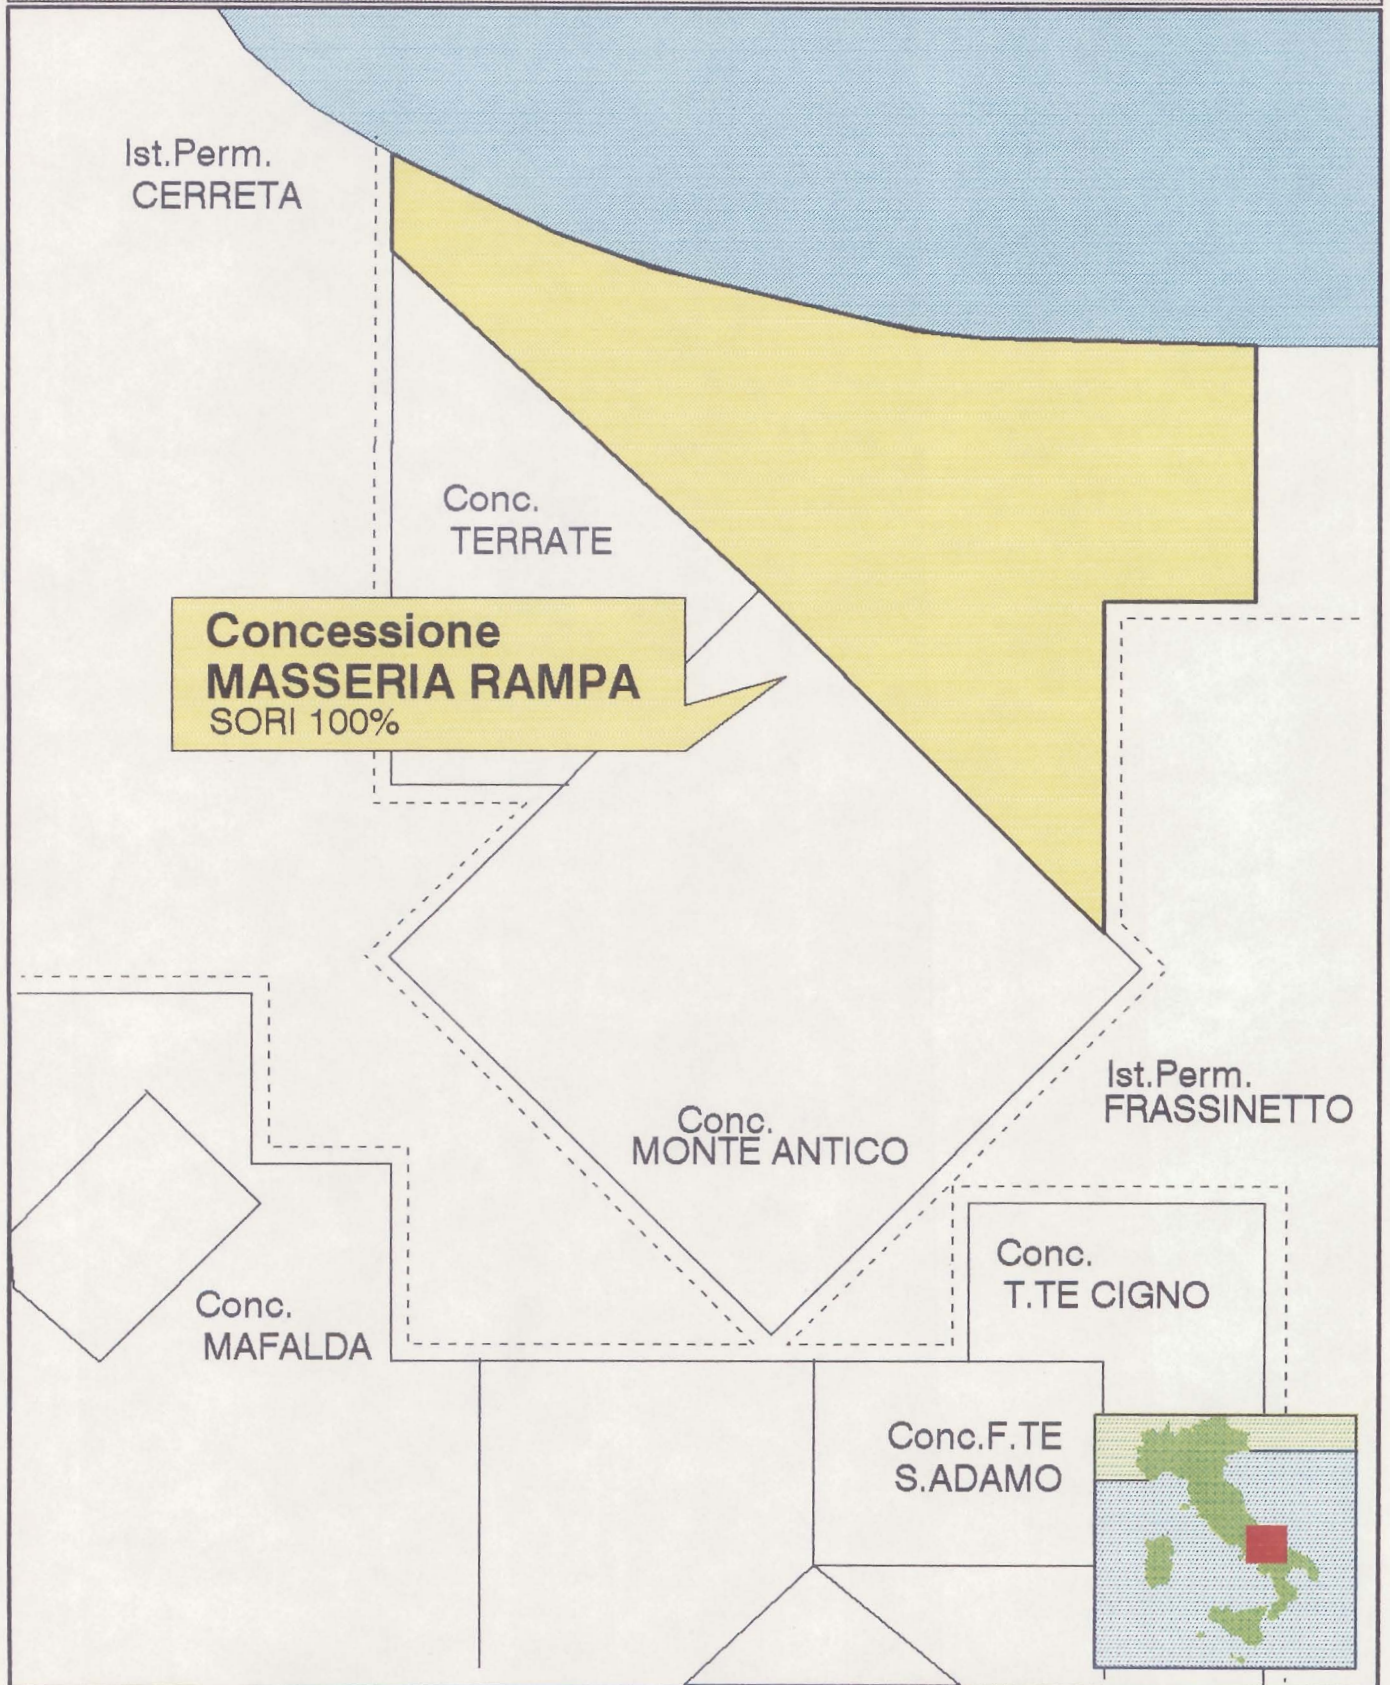 Ist.Perm.
CERRETA
Conc.
TERRATE
Concessione
MASSERIA RAMPA
SORI 100%
Ist.Perm.
FRASSINETTO
Conc.
MONTE ANTICO
Conc.
T.TE CIGNO
Conc.
MAFALDA
Conc.F.TE
S.ADAMO